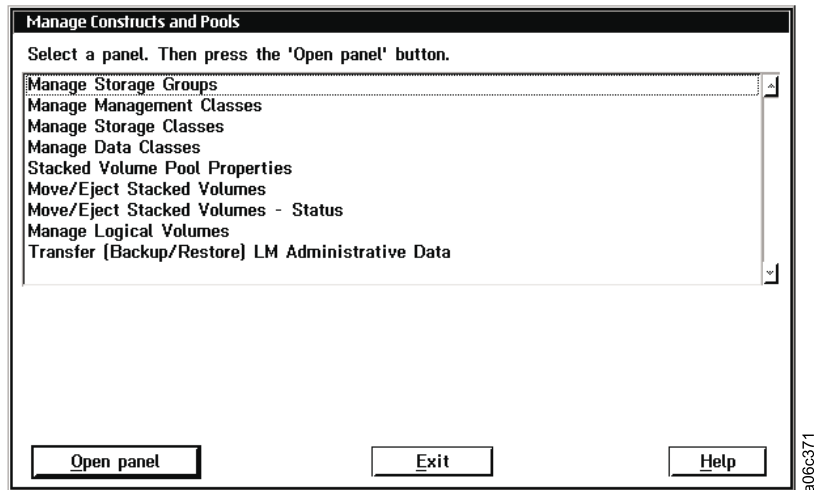 Manage Constructs and Pools
Select a panel. Then press the 'Open panel' button.
Manage Storage Groups
Manage Management Classes
Manage Storage Classes
Manage Data Classes
Stacked Volume Pool Properties
Move/Eject Stacked Volumes
Move/Eject Stacked Volumes - Status
Manage Logical Volumes
Transfer (Backup/Restore) LM Administrative Data
Open panel Exit Help
a06c371